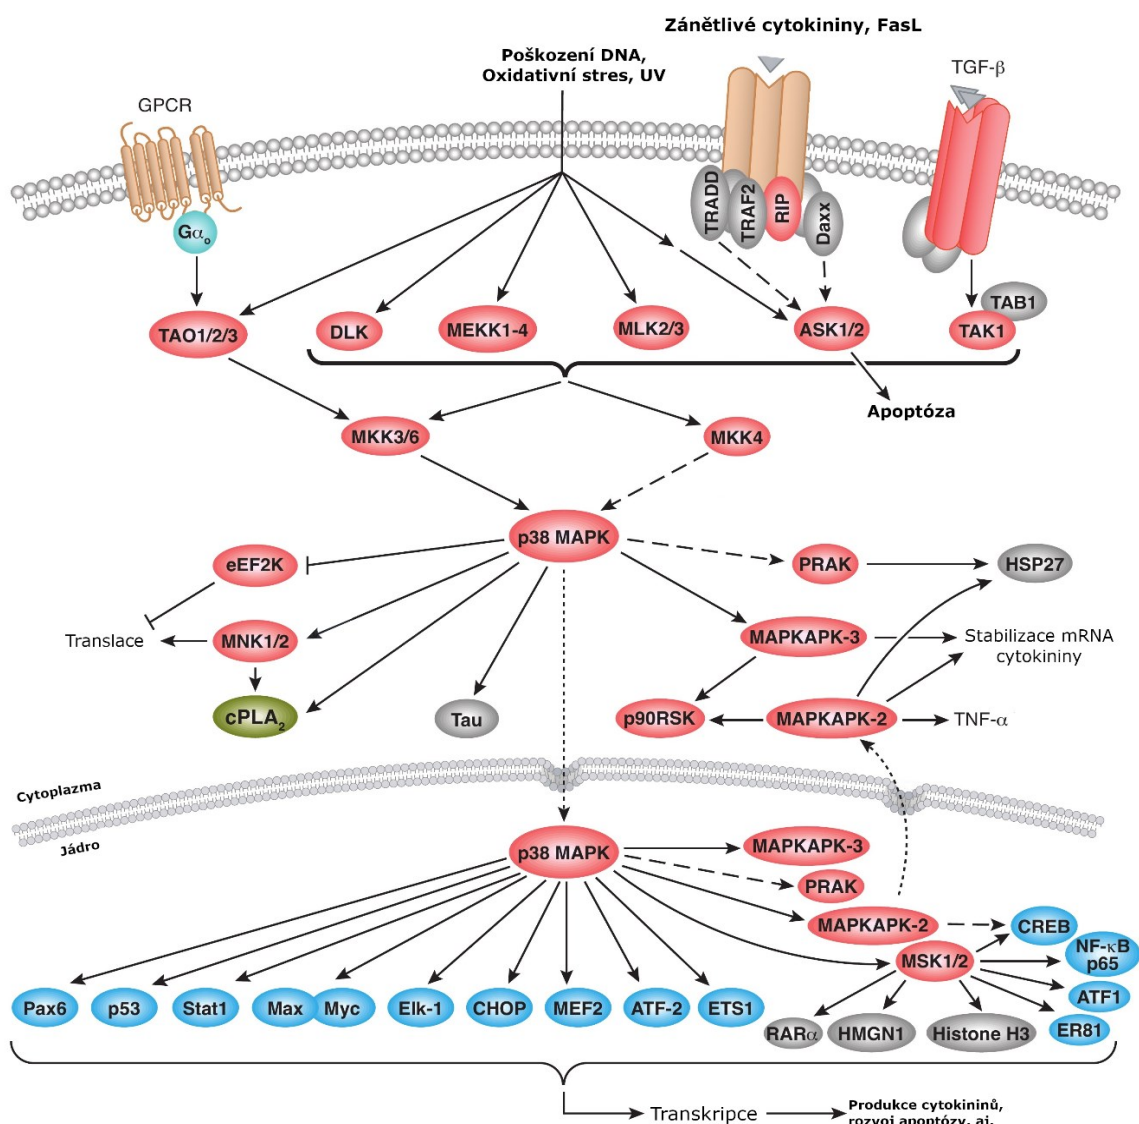 Zánětlivé cytokininy, FasL
Poškození DNA,
Oxidativní stres, UV
TGF-β
GPCR
TRADD
TRAF2
RIP
Daxx
Gαo
TAB1
TAO1/2/3
DLK
MEKK1-4
MLK2/3
ASK1/2
TAK1
Apoptóza
MKK3/6
MKK4
p38 MAPK
eEF2K
PRAK
HSP27
Translace
MNK1/2
MAPKAPK-3
Stabilizace mRNA
cytokininy
cPLA2
Tau
p90RSK
MAPKAPK-2
TNF-α
Cytoplazma
Jádro
p38 MAPK
MAPKAPK-3
PRAK
MAPKAPK-2
CREB
MSK1/2
NF-κB
p65
ATF1
Pax6
p53
Stat1
Max
Myc
Elk-1
CHOP
MEF2
ATF-2
ETS1
RARα
HMGN1
Histone H3
ER81
Transkripce
Produkce cytokininů,
rozvoj apoptózy, aj.